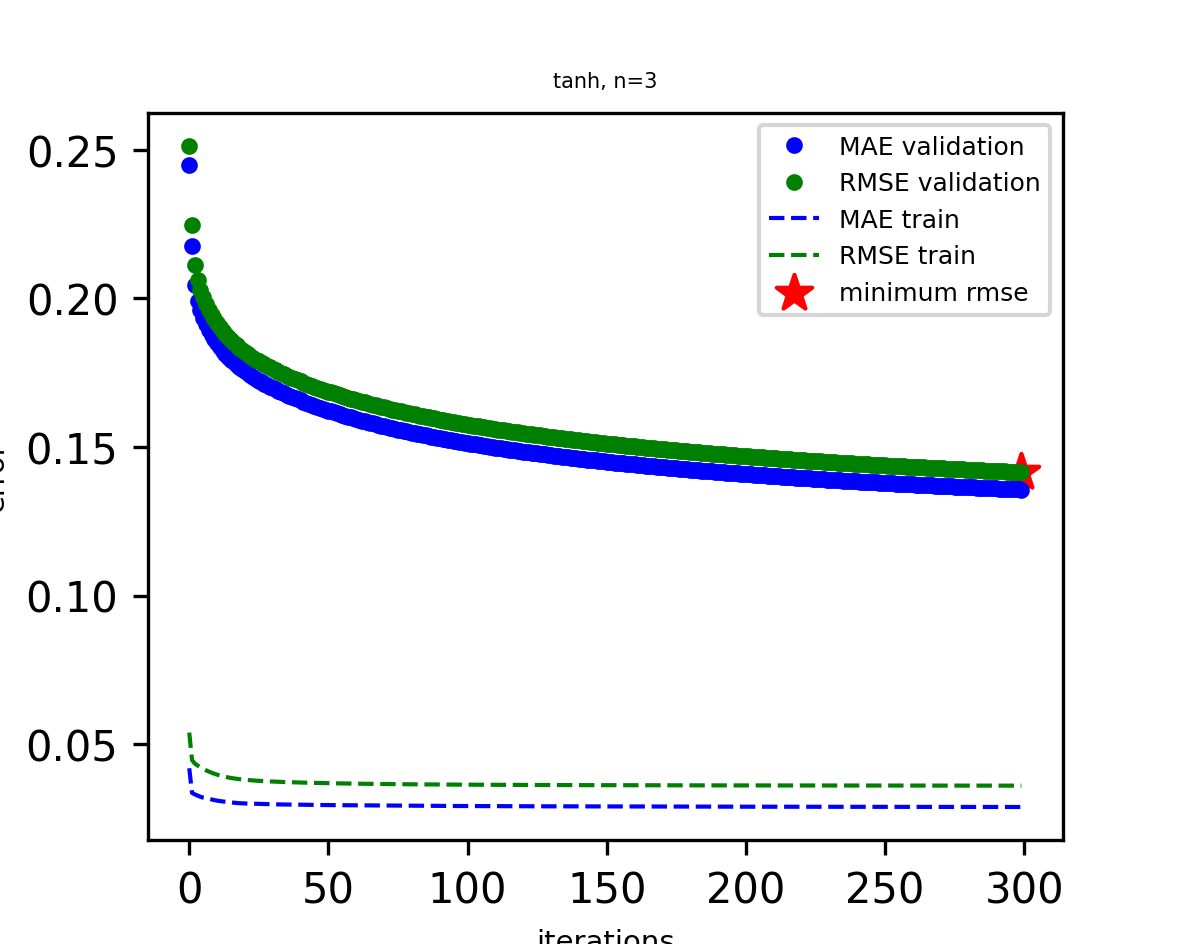 tanh, n=3
0.25
0.20
0.15
0.10
0.05
MAE validation
RMSE validation
MAE train
RMSE train
minimum rmse
0 50 100 150 200 250 300
iterations